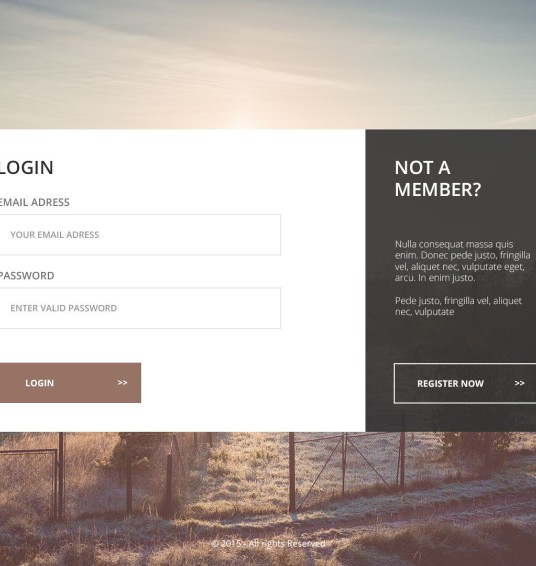 LOGIN
EMAIL ADRESS
YOUR EMAIL ADRESS
PASSWORD
ENTER VALID PASSWORD
LOGIN >>
NOT A
MEMBER?
Nulla consequat massa quis
enim. Donec pede justo, fringilla
vel, aliquet nec, vulputate eget,
arcu. In enim justo.
Pede justo, fringilla vel, aliquet
nec, vulputate
REGISTER NOW >>
© 2015 - All rights Reserved